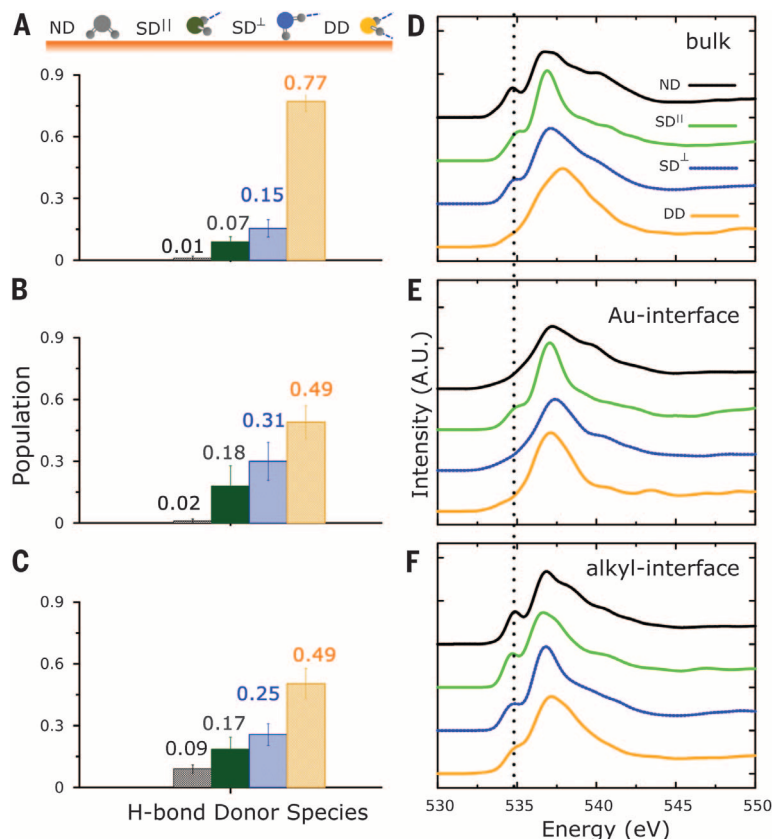 A
ND SD|| SD⊥ DD
0.9
0.6
0.3
0
0.01
0.07
0.15
0.77
B
0.9
0.6
0.3
0
0.02
0.18
0.31
0.49
C
0.9
0.6
0.3
0
0.09
0.17
0.25
0.49
Population
H-bond Donor Species
D
bulk
ND
SD||
SD⊥
DD
E
Au-interface
F
alkyl-interface
Intensity (A.U.)
530 535 540 545 550
Energy (eV)